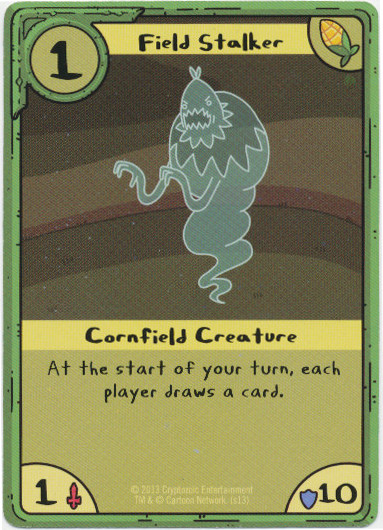 1
Field Stalker
Cornfield Creature
At the start of your turn, each
player draws a card.
© 2013 Cryptozoic Entertainment
TM & © Cartoon Network. (s13)
1
10